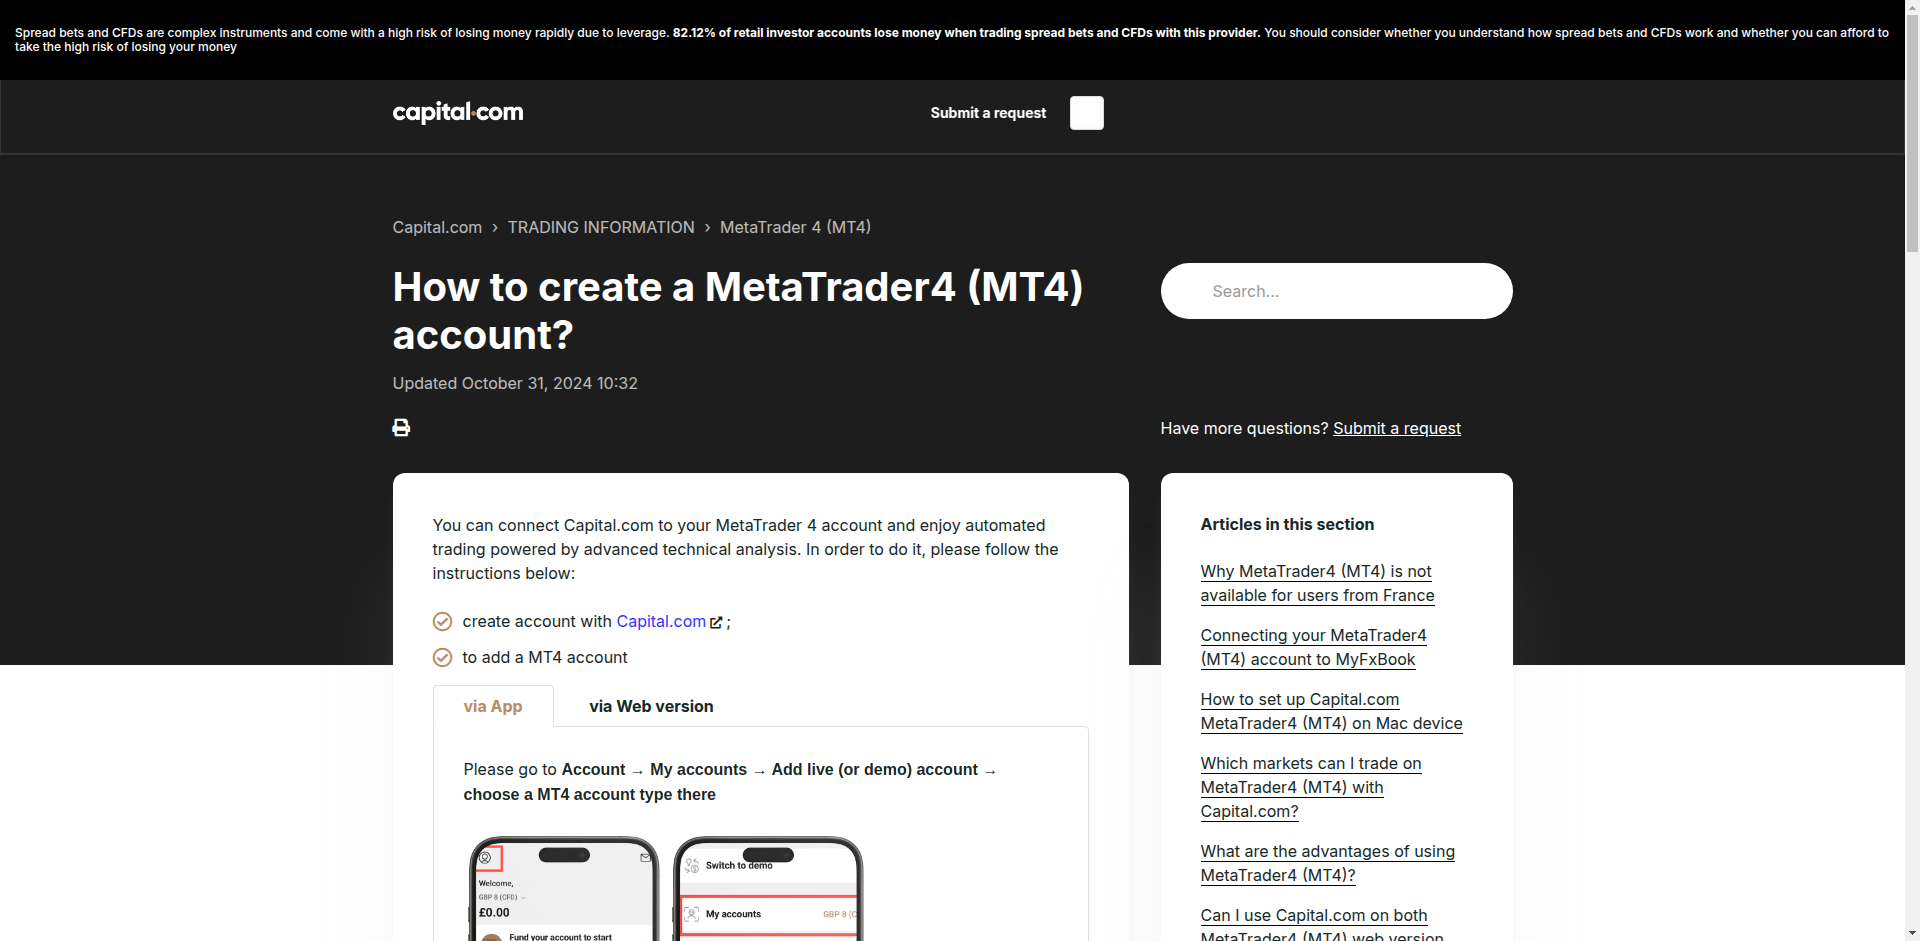 Spread bets and CFDs are complex instruments and come with a high risk of losing money rapidly due to leverage. 82.12% of retail investor accounts lose money when trading spread bets and CFDs with this provider. You should consider whether you understand how spread bets and CFDs work and whether you can afford to
take the high risk of losing your money
capital.com
Submit a request
Capital.com › TRADING INFORMATION › MetaTrader 4 (MT4)
How to create a MetaTrader4 (MT4)
account?
Search...
Updated October 31, 2024 10:32
Have more questions? Submit a request
You can connect Capital.com to your MetaTrader 4 account and enjoy automated
trading powered by advanced technical analysis. In order to do it, please follow the
instructions below:
create account with Capital.com ;
to add a MT4 account
via App
via Web version
Please go to Account → My accounts → Add live (or demo) account →
choose a MT4 account type there
Welcome,
GBP 8 (CFD)
£0.00
Fund your account to start
Switch to demo
My accounts
GBP 8 (C
Articles in this section
Why MetaTrader4 (MT4) is not
available for users from France
Connecting your MetaTrader4
(MT4) account to MyFxBook
How to set up Capital.com
MetaTrader4 (MT4) on Mac device
Which markets can I trade on
MetaTrader4 (MT4) with
Capital.com?
What are the advantages of using
MetaTrader4 (MT4)?
Can I use Capital.com on both
MetaTrader4 (MT4) web version